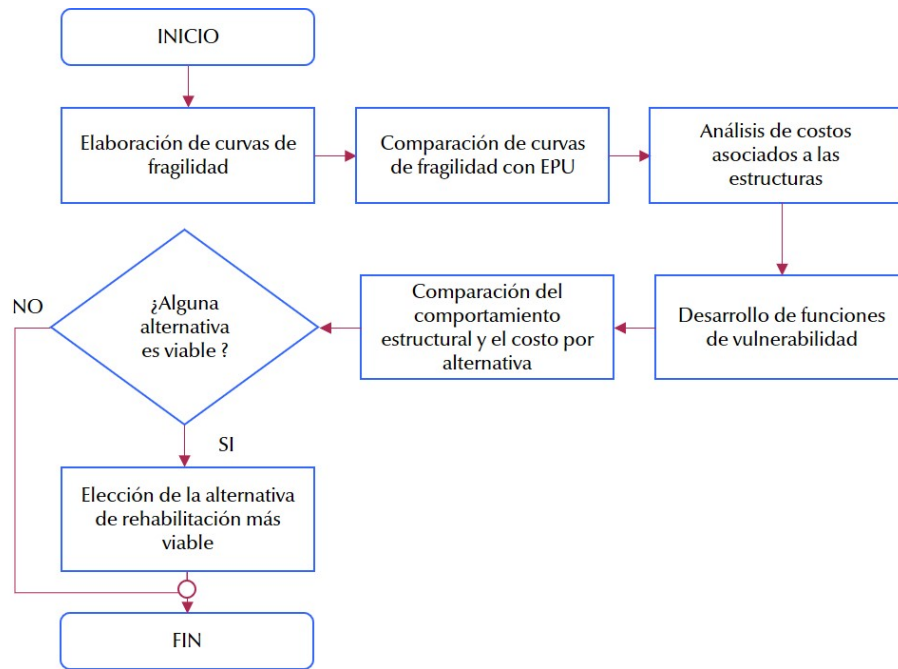 INICIO
Elaboración de curvas de
fragilidad
Comparación de curvas
de fragilidad con EPU
Análisis de costos
asociados a las
estructuras
Desarrollo de funciones
de vulnerabilidad
Comparación del
comportamiento
estructural y el costo por
alternativa
¿Alguna
alternativa
es viable ?
NO
SI
Elección de la alternativa
de rehabilitación más
viable
FIN